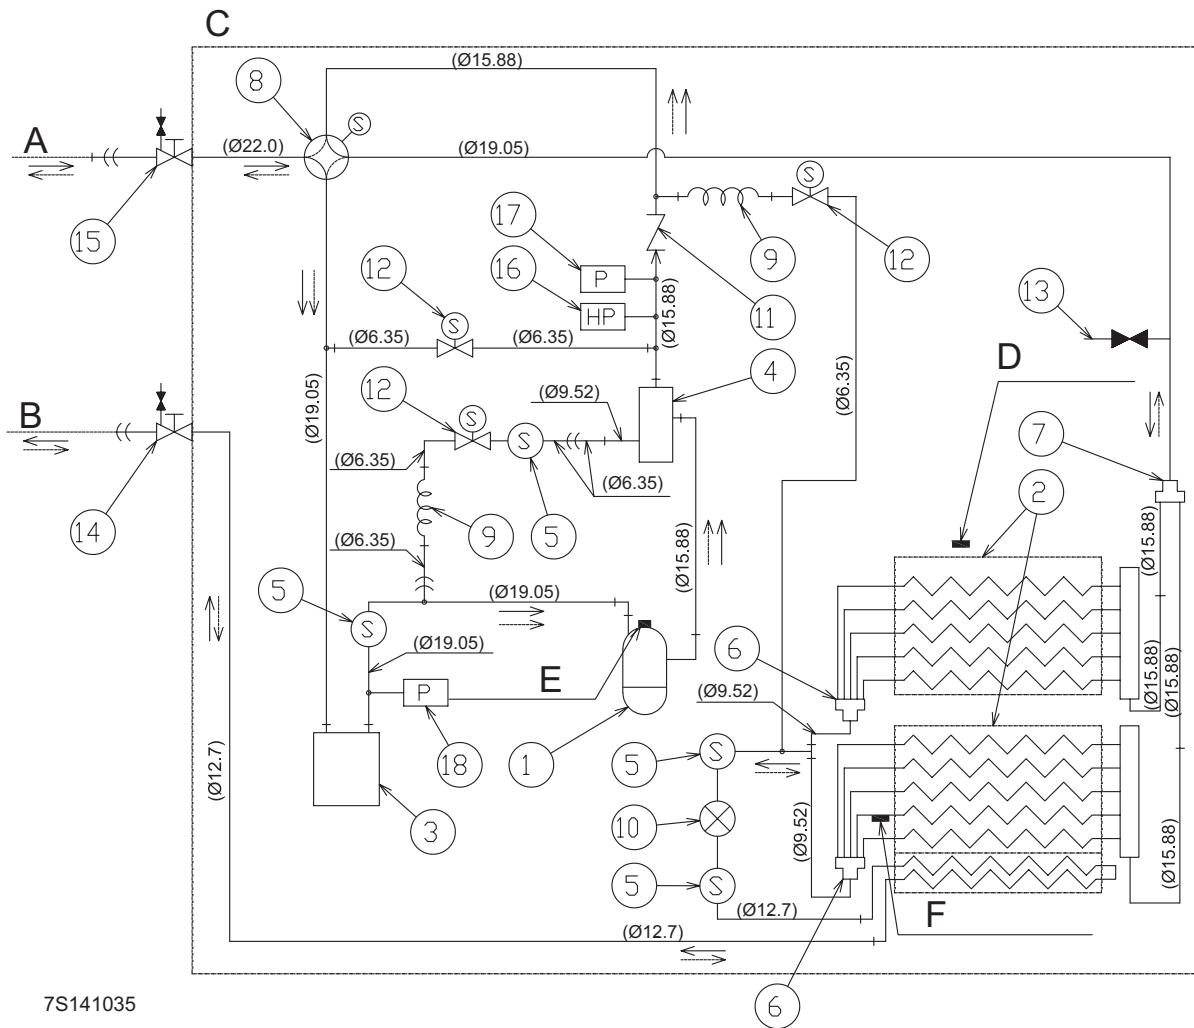 C
(Ø15.88)
8
S
A
(Ø22.0)
(Ø19.05)
15
17
P
16
HP
(Ø15.88)
11
S
9
12
12
S
(Ø6.35)
(Ø6.35)
13
D
4
(Ø6.35)
(Ø19.05)
B
14
12
S
(Ø9.52)
S
(Ø6.35)
(Ø6.35)
7
2
9
5
(Ø15.88)
(Ø15.88)
(Ø6.35)
5
S
(Ø19.05)
(Ø19.05)
E
P
18
1
6
(Ø9.52)
(Ø15.88)
(Ø15.88)
3
(Ø12.7)
5
S
10
5
S
(Ø9.52)
(Ø15.88)
(Ø12.7)
(Ø12.7)
F
6
7S141035